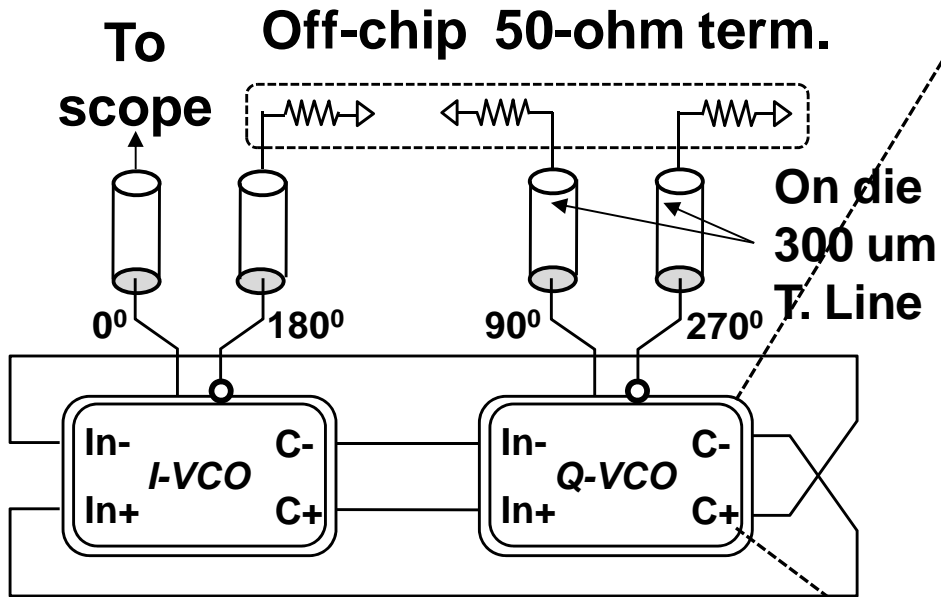 To
scope
Off-chip 50-ohm term.
On die
300 um
T. Line
0⁰
180⁰
90⁰
270⁰
In-
C-
I-VCO
In+
C+
In-
C-
Q-VCO
In+
C+